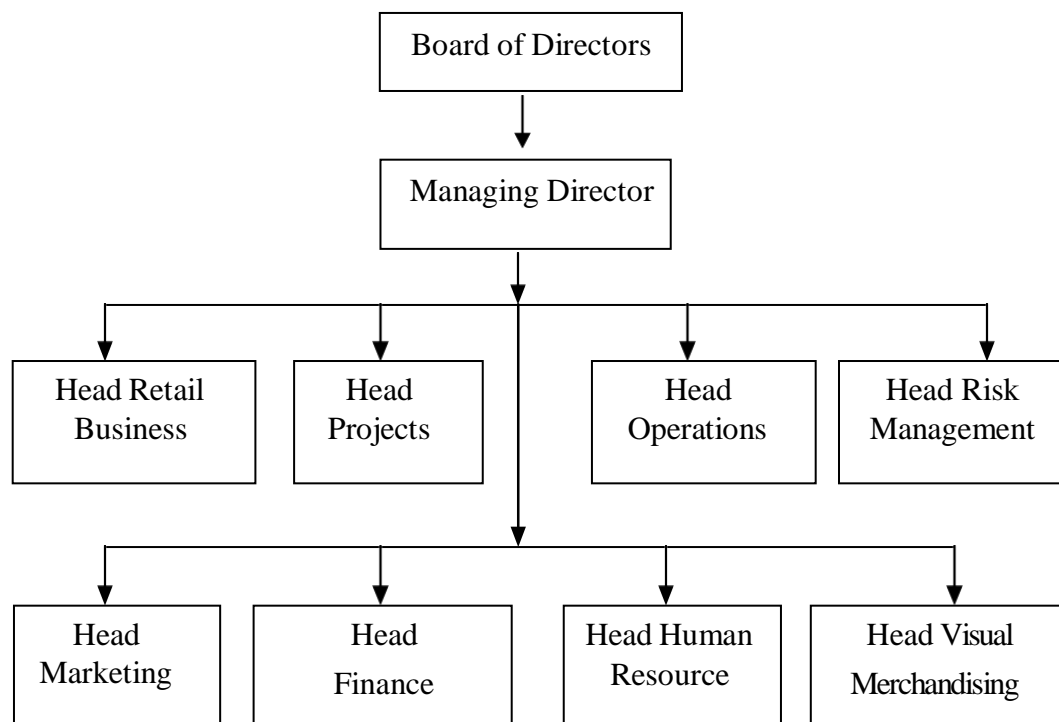 Board of Directors
Managing Director
Head Retail
Business
Head
Projects
Head
Operations
Head Risk
Management
Head
Marketing
Head
Finance
Head Human
Resource
Head Visual
Merchandising